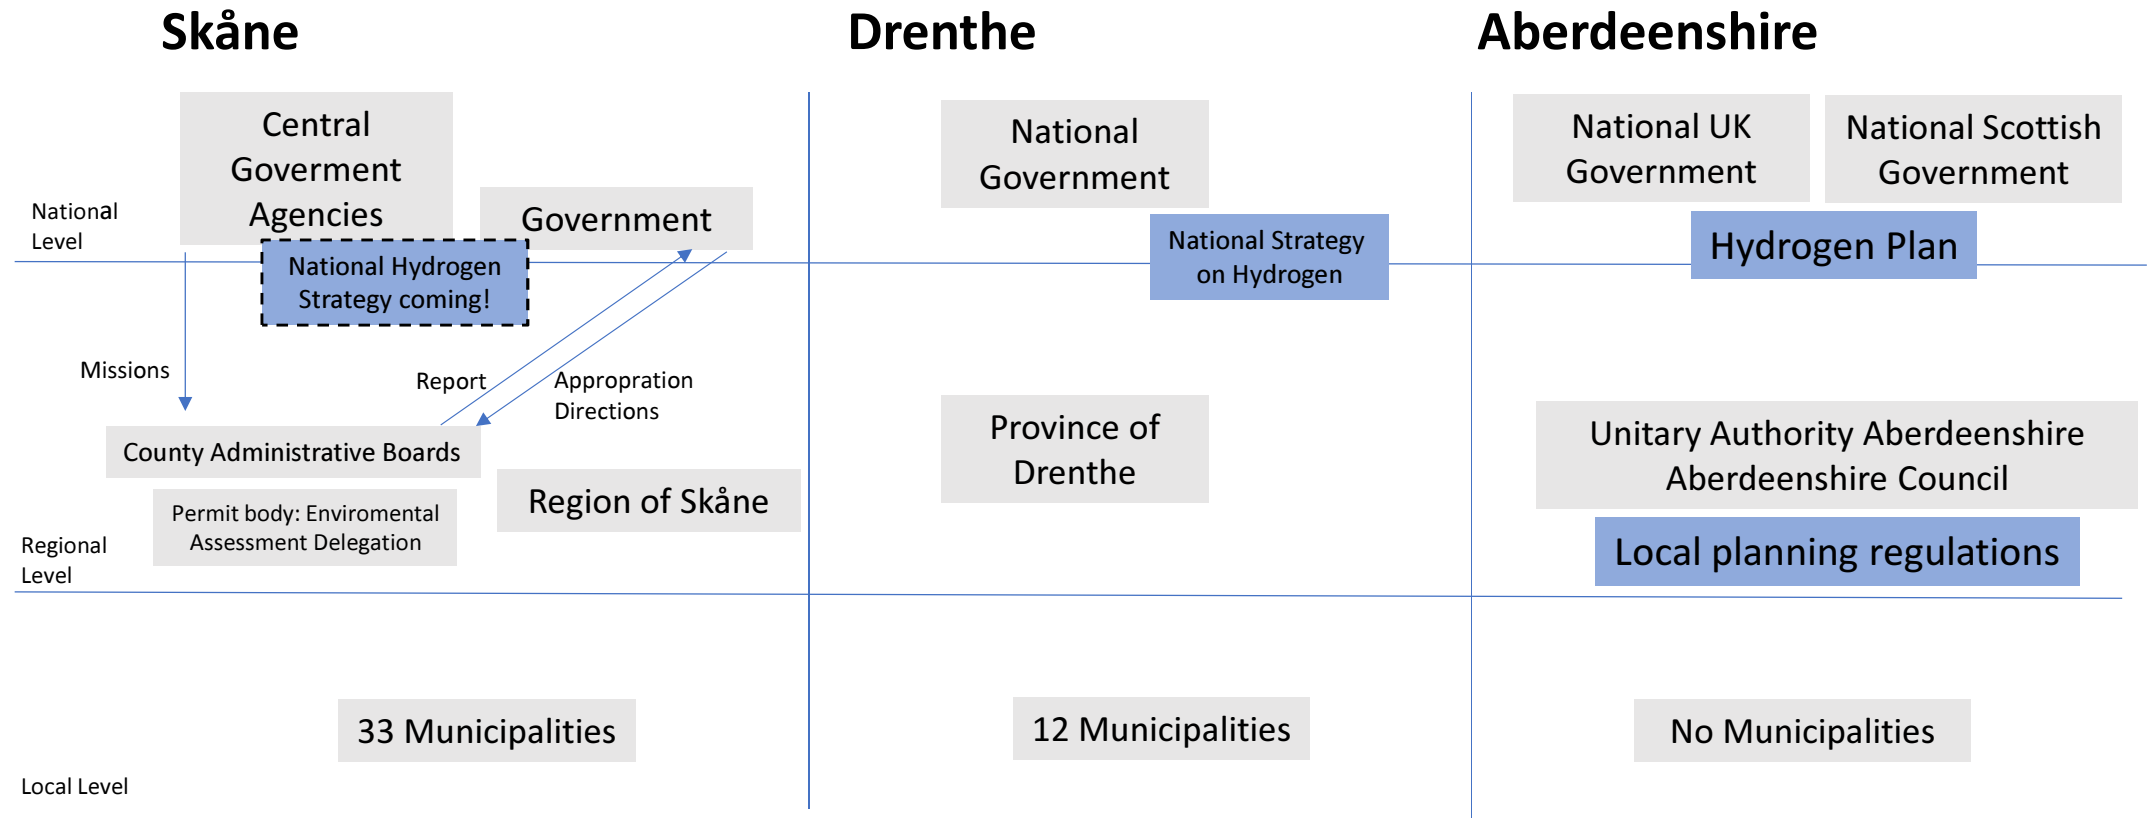 Skåne
Drenthe
Aberdeenshire
National
Level
Central
Goverment
Agencies
Government
National Hydrogen
Strategy coming!
Missions
Report
Appropration
Directions
National
Government
National Strategy
on Hydrogen
National UK
Government
National Scottish
Government
Hydrogen Plan
Regional
Level
County Administrative Boards
Permit body: Enviromental
Assessment Delegation
Region of Skåne
Province of
Drenthe
Unitary Authority Aberdeenshire
Aberdeenshire Council
Local planning regulations
Local Level
33 Municipalities
12 Municipalities
No Municipalities